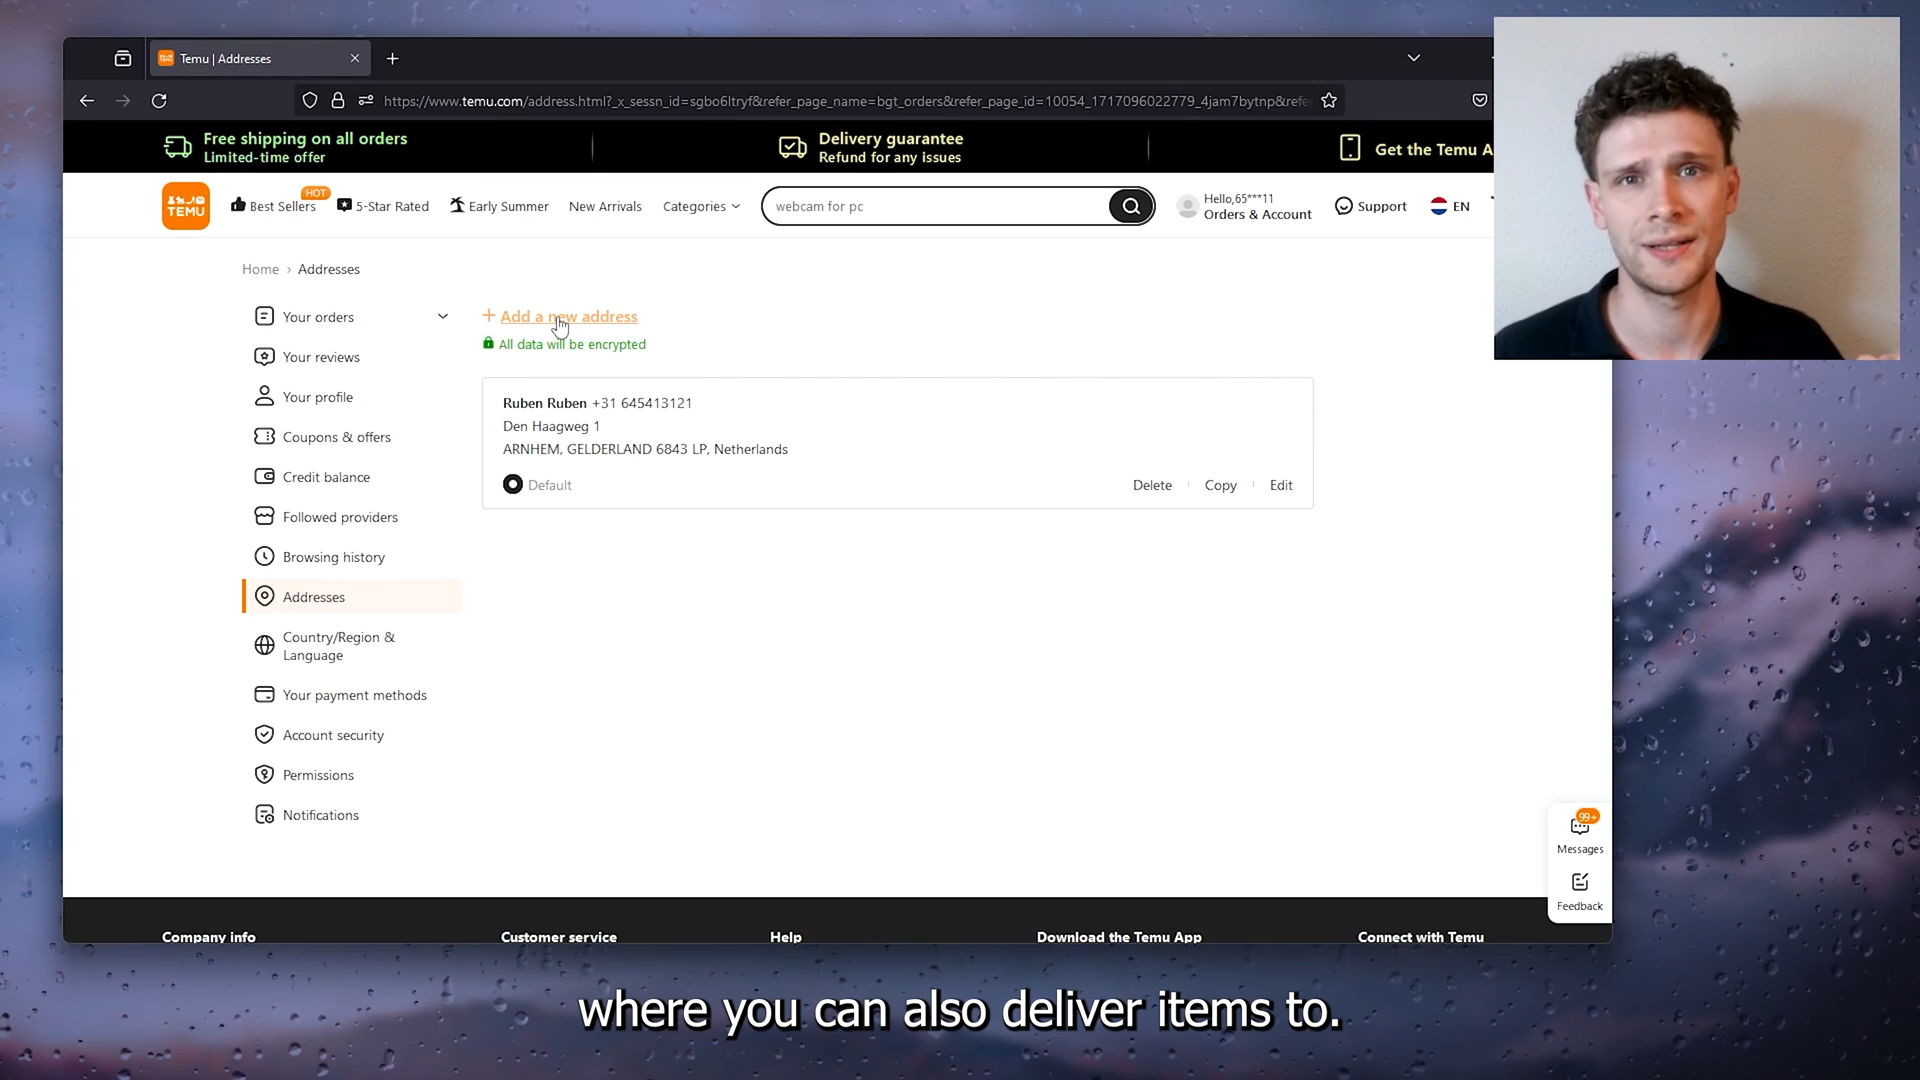 Temu | Addresses
https://www.temu.com/address.html?_x_sessn_id=sgbo6ltryf&refer_page_name=bgt_orders&refer_page_id=10054_1717096022779_4jam7bytnp&refe
Free shipping on all orders
Limited-time offer
Delivery guarantee
Refund for any issues
Get the Temu A
TEMU
Best Sellers
HOT
5-Star Rated
Early Summer
New Arrivals
Categories
webcam for pc
Hello,65***11
Orders & Account
Support
EN
Home › Addresses
Your orders
Your reviews
Your profile
Coupons & offers
Credit balance
Followed providers
Browsing history
Addresses
Country/Region &
Language
Your payment methods
Account security
Permissions
Notifications
+ Add a new address
All data will be encrypted
Ruben Ruben +31 645413121
Den Haagweg 1
ARNHEM, GELDERLAND 6843 LP, Netherlands
Default
Delete
Copy
Edit
99+
Messages
Feedback
Company info
Customer service
Help
Download the Temu App
Connect with Temu
where you can also deliver items to.